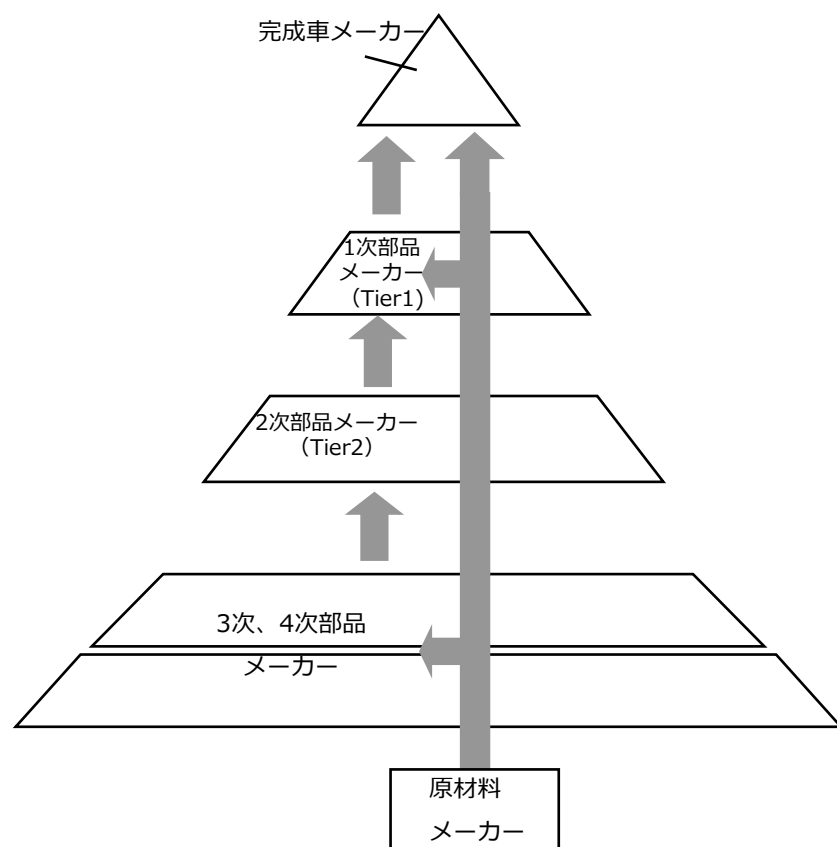 完成車メーカー
1次部品
メーカー
（Tier1)
2次部品メーカー
（Tier2）
3次、4次部品
メーカー
原材料
メーカー